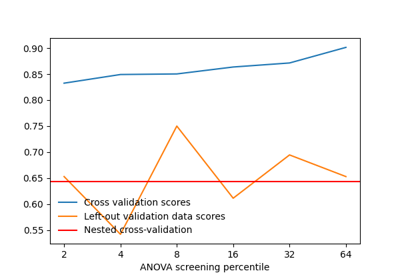 0.90
0.85
0.80
0.75
0.70
0.65
0.60
0.55
Cross validation scores
Left out validation data scores
Nested cross-validation
2 4 8 16 32 64
ANOVA screening percentile